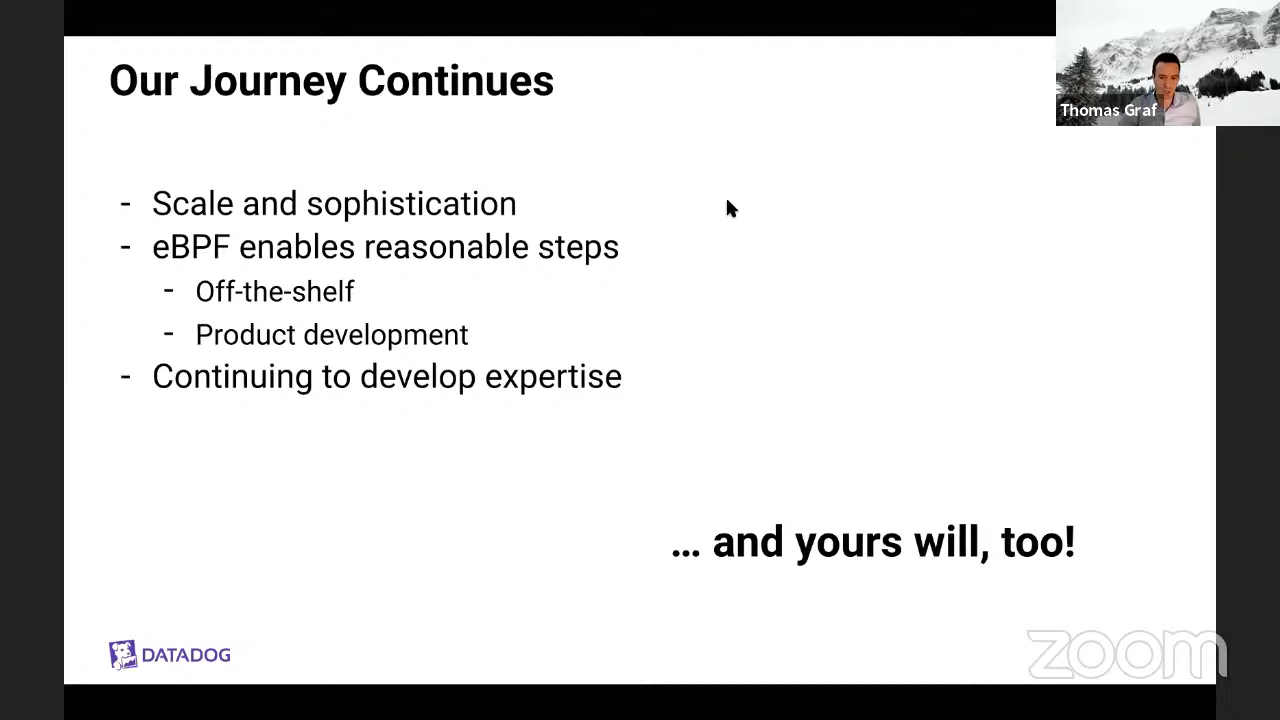 Our Journey Continues
Thomas Graf
- Scale and sophistication
- eBPF enables reasonable steps
- Off-the-shelf
- Product development
- Continuing to develop expertise
... and yours will, too!
DATADOG
zoom